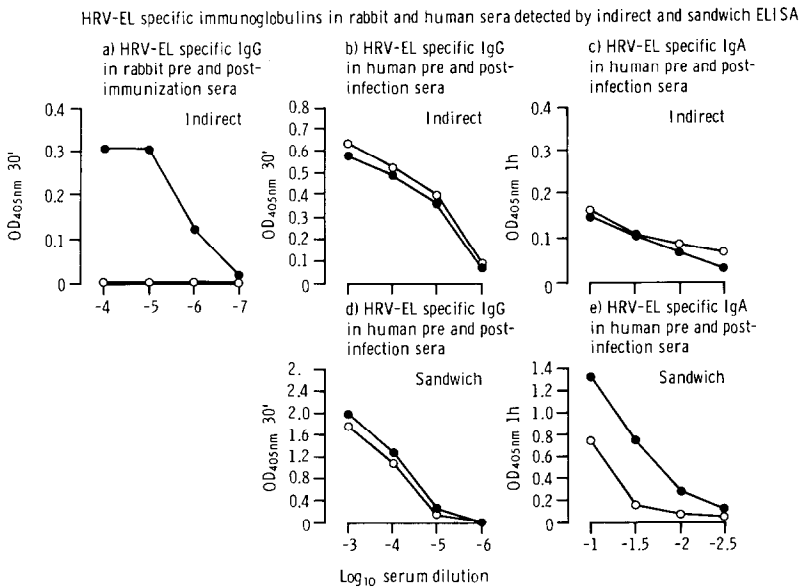 HRV-EL specific immunoglobulins in rabbit and human sera detected by indirect and sandwich ELISA
a) HRV-EL specific IgG
in rabbit pre and post-
immunization sera
Indirect
OD405nm 30'
0.4
0.3
0.2
0.1
0
-4
-5
-6
-7
b) HRV-EL specific IgG
in human pre and post-
infection sera
Indirect
OD405nm 30'
0.8
0.7
0.6
0.5
0.4
0.3
0.2
0.1
0
c) HRV-EL specific IgA
in human pre and post-
infection sera
Indirect
OD405nm 1h
0.4
0.3
0.2
0.1
0
d) HRV-EL specific IgG
in human pre and post-
infection sera
Sandwich
OD405nm 30'
2.
2.0
1.6
1.2
0.8
0.4
0
-3
-4
-5
-6
e) HRV-EL specific IgA
in human pre and post-
infection sera
Sandwich
OD405nm 1h
1.4
1.2
1.0
0.8
0.6
0.4
0.2
0
-1
-1.5
-2
-2.5
Log10 serum dilution